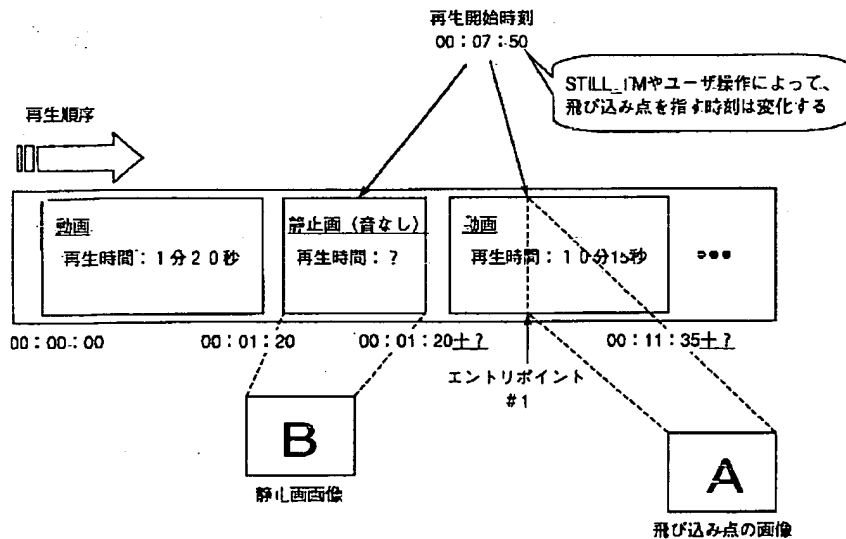 再生開始時刻
00:07:50
STILL_TMやユーザ操作によって、
飛び込み点を指す時刻は変化する
再生順序
動画
再生時間:1分20秒
静止画(音なし)
再生時間:?
動画
再生時間:10分15秒
•••
00:00:00
00:01:20
00:01:20+?
00:11:35+?
エントリポイント
#1
B
静止画画像
A
飛び込み点の画像